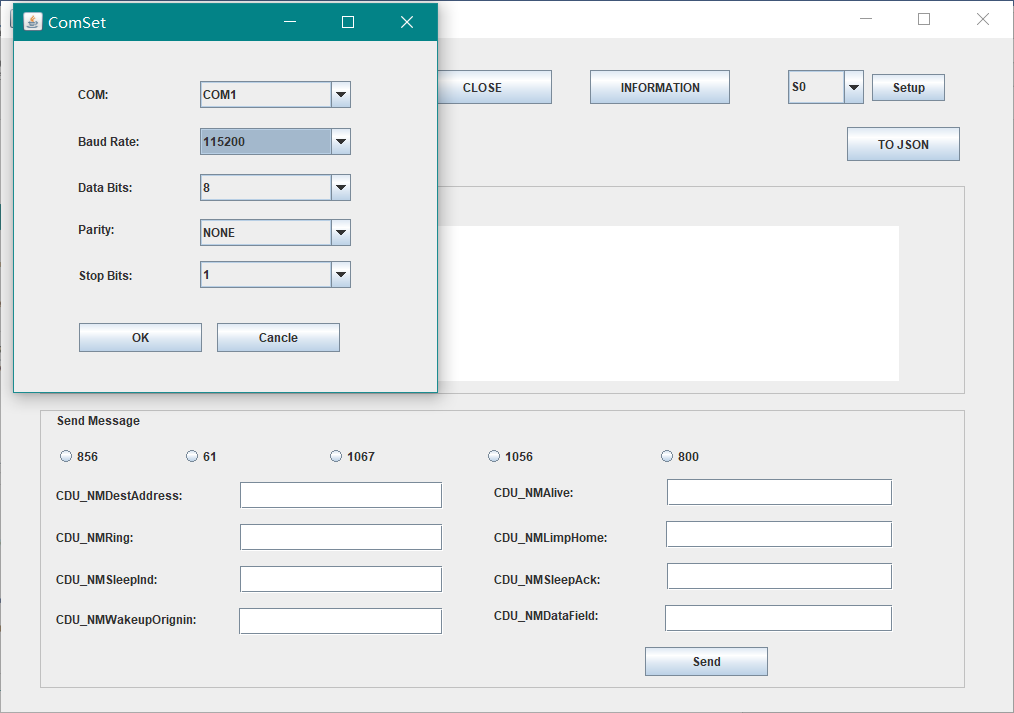 ComSet
COM: COM1
Baud Rate: 115200
Data Bits: 8
Parity: NONE
Stop Bits: 1
OK Cancle
CLOSE INFORMATION S0 Setup
TO JSON
Send Message
856 61 1067 1056 800
CDU_NMDestAddress: CDU_NMAlive:
CDU_NMRing: CDU_NMLimpHome:
CDU_NMSleepInd: CDU_NMSleepAck:
CDU_NMWakeupOrignin: CDU_NMDataField:
Send